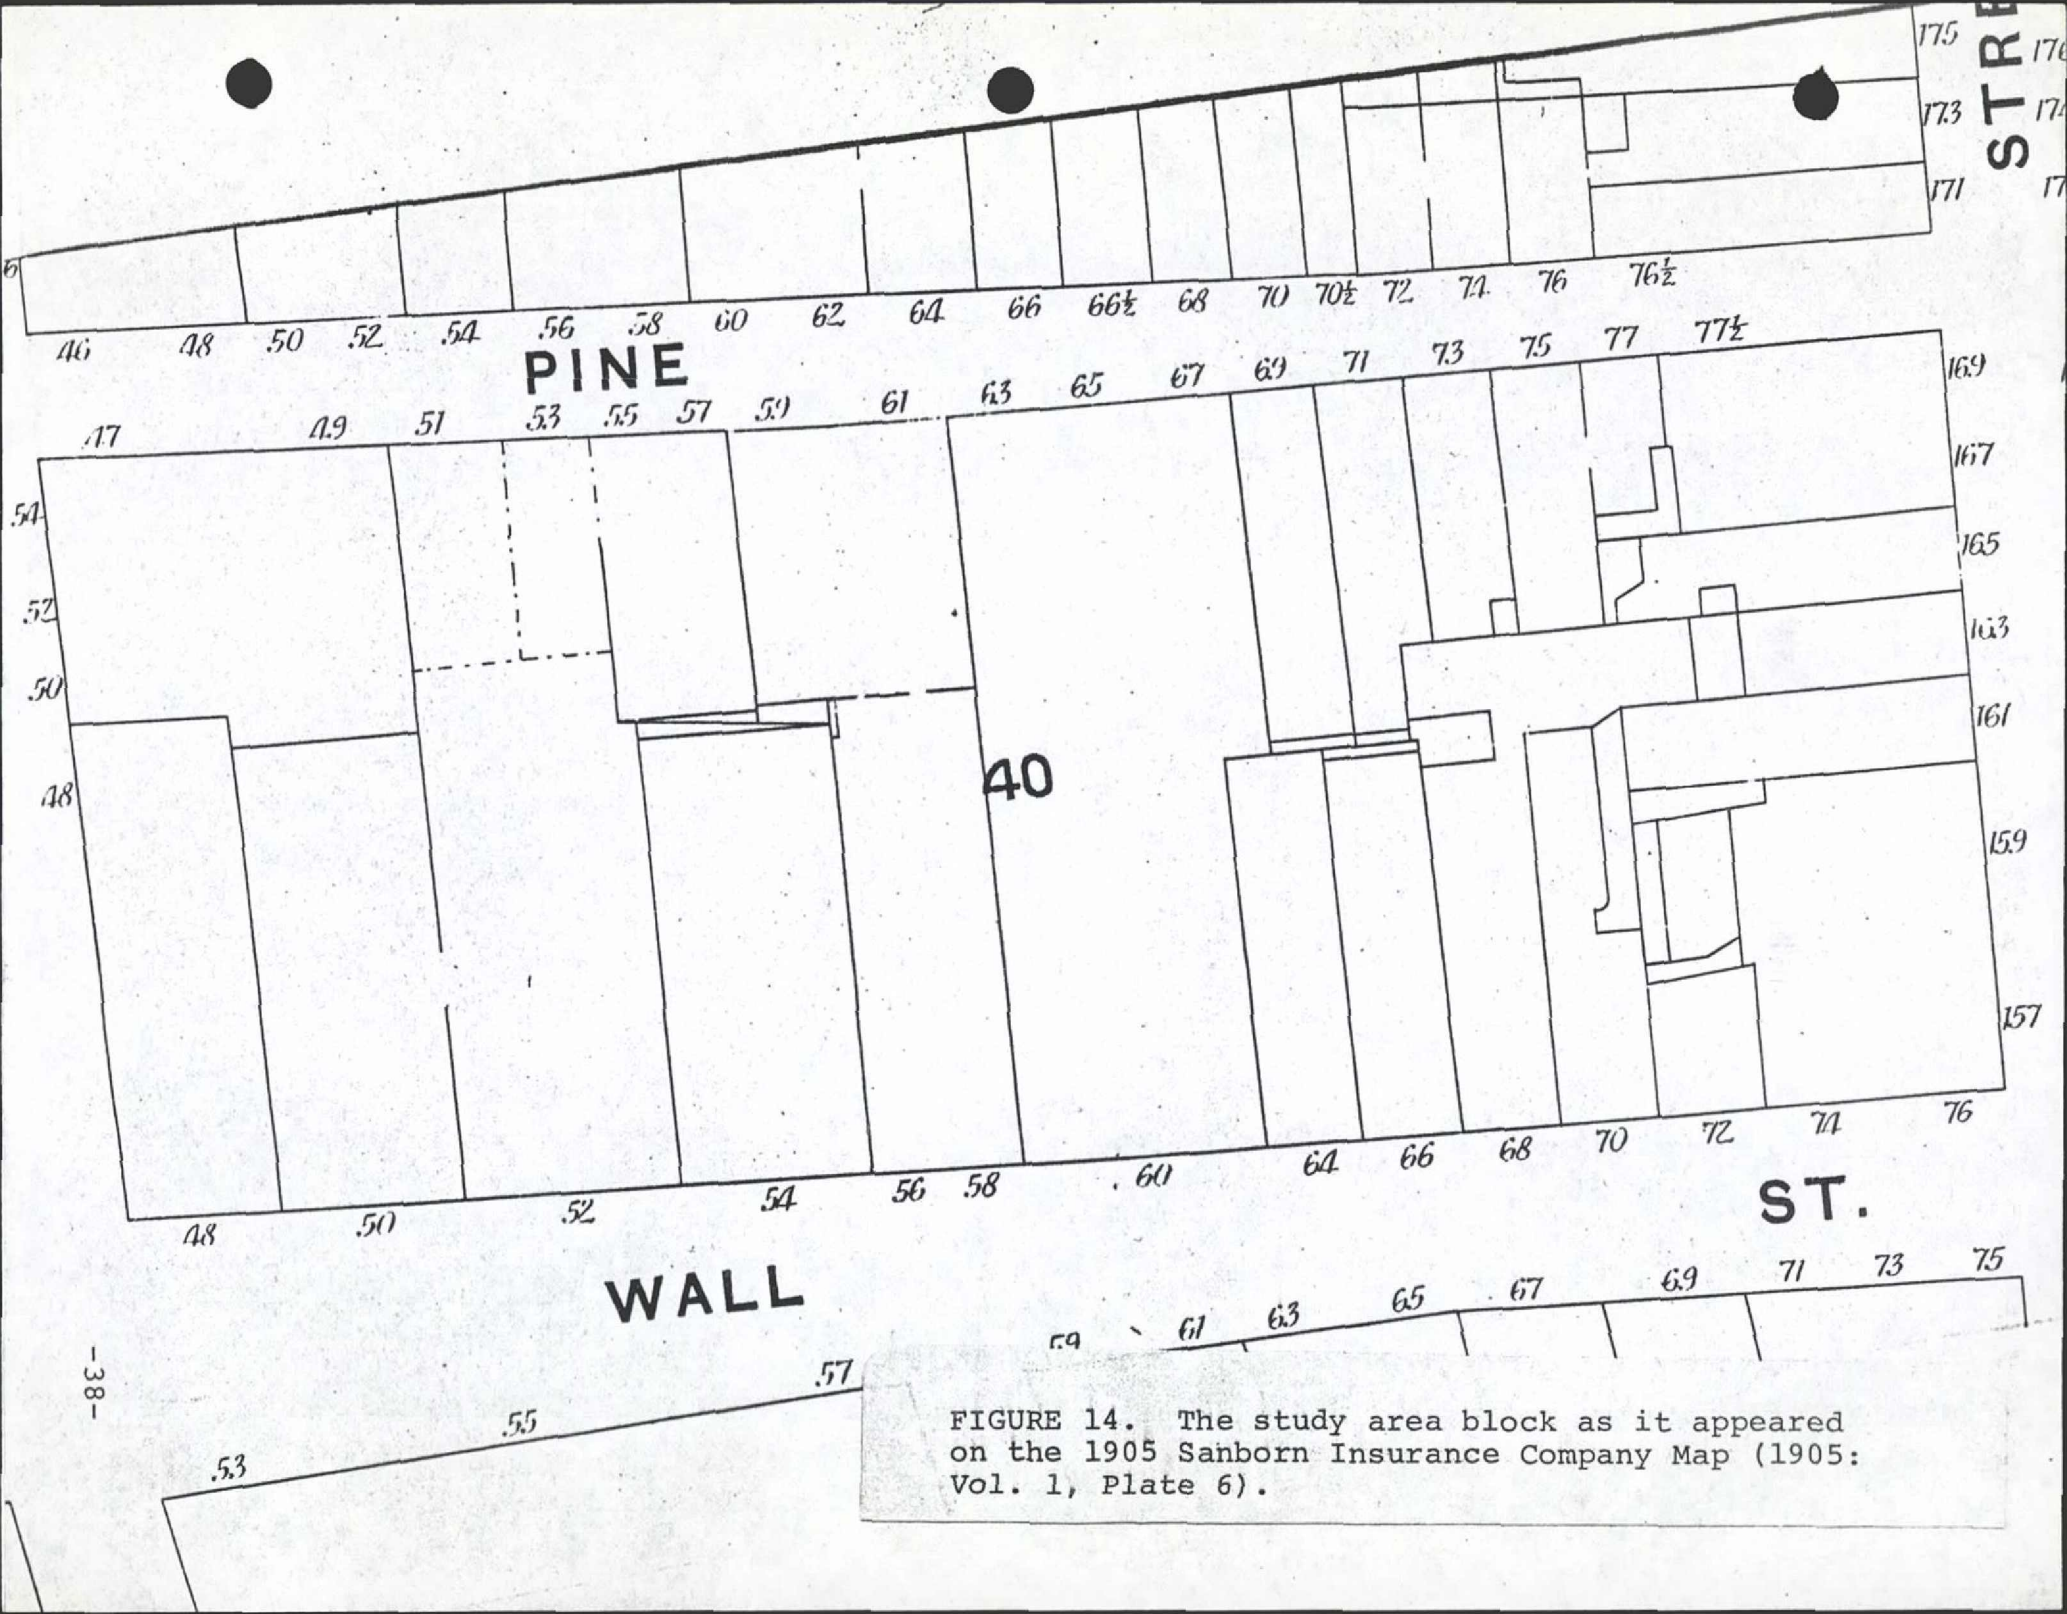 175
176
STRE
173
171
46 48 50 52 54 56 58 60 62 64 66 66½ 68 70 70½ 72 74 76 76½
PINE
47 49 51 53 55 57 59 61 63 65 67 69 71 73 75 77 77½
169
167
54
165
52
163
50
161
40
48
159
157
48 50 52 54 56 58 60 64 66 68 70 72 74 76
ST.
WALL
59 61 63 65 67 69 71 73 75
53 55 57
-38-
FIGURE 14. The study area block as it appeared
on the 1905 Sanborn Insurance Company Map (1905:
Vol. 1, Plate 6).